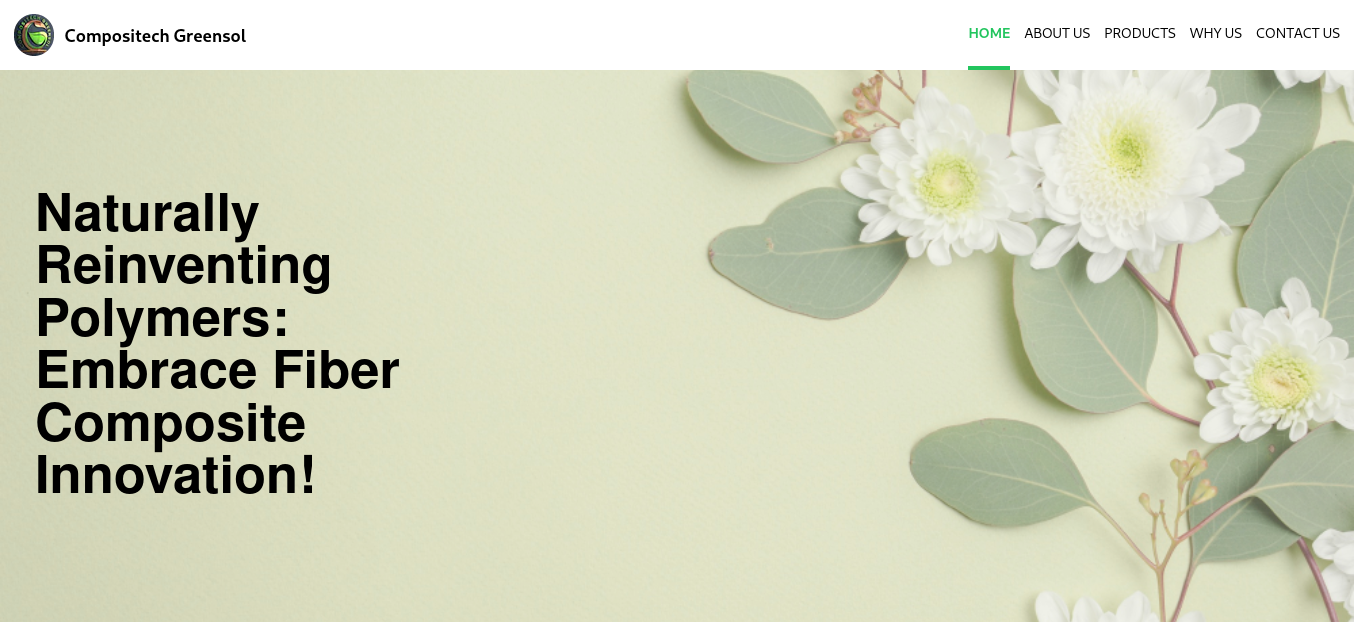 Compositech Greensol
HOME ABOUT US PRODUCTS WHY US CONTACT US
Naturally
Reinventing
Polymers:
Embrace Fiber
Composite
Innovation!